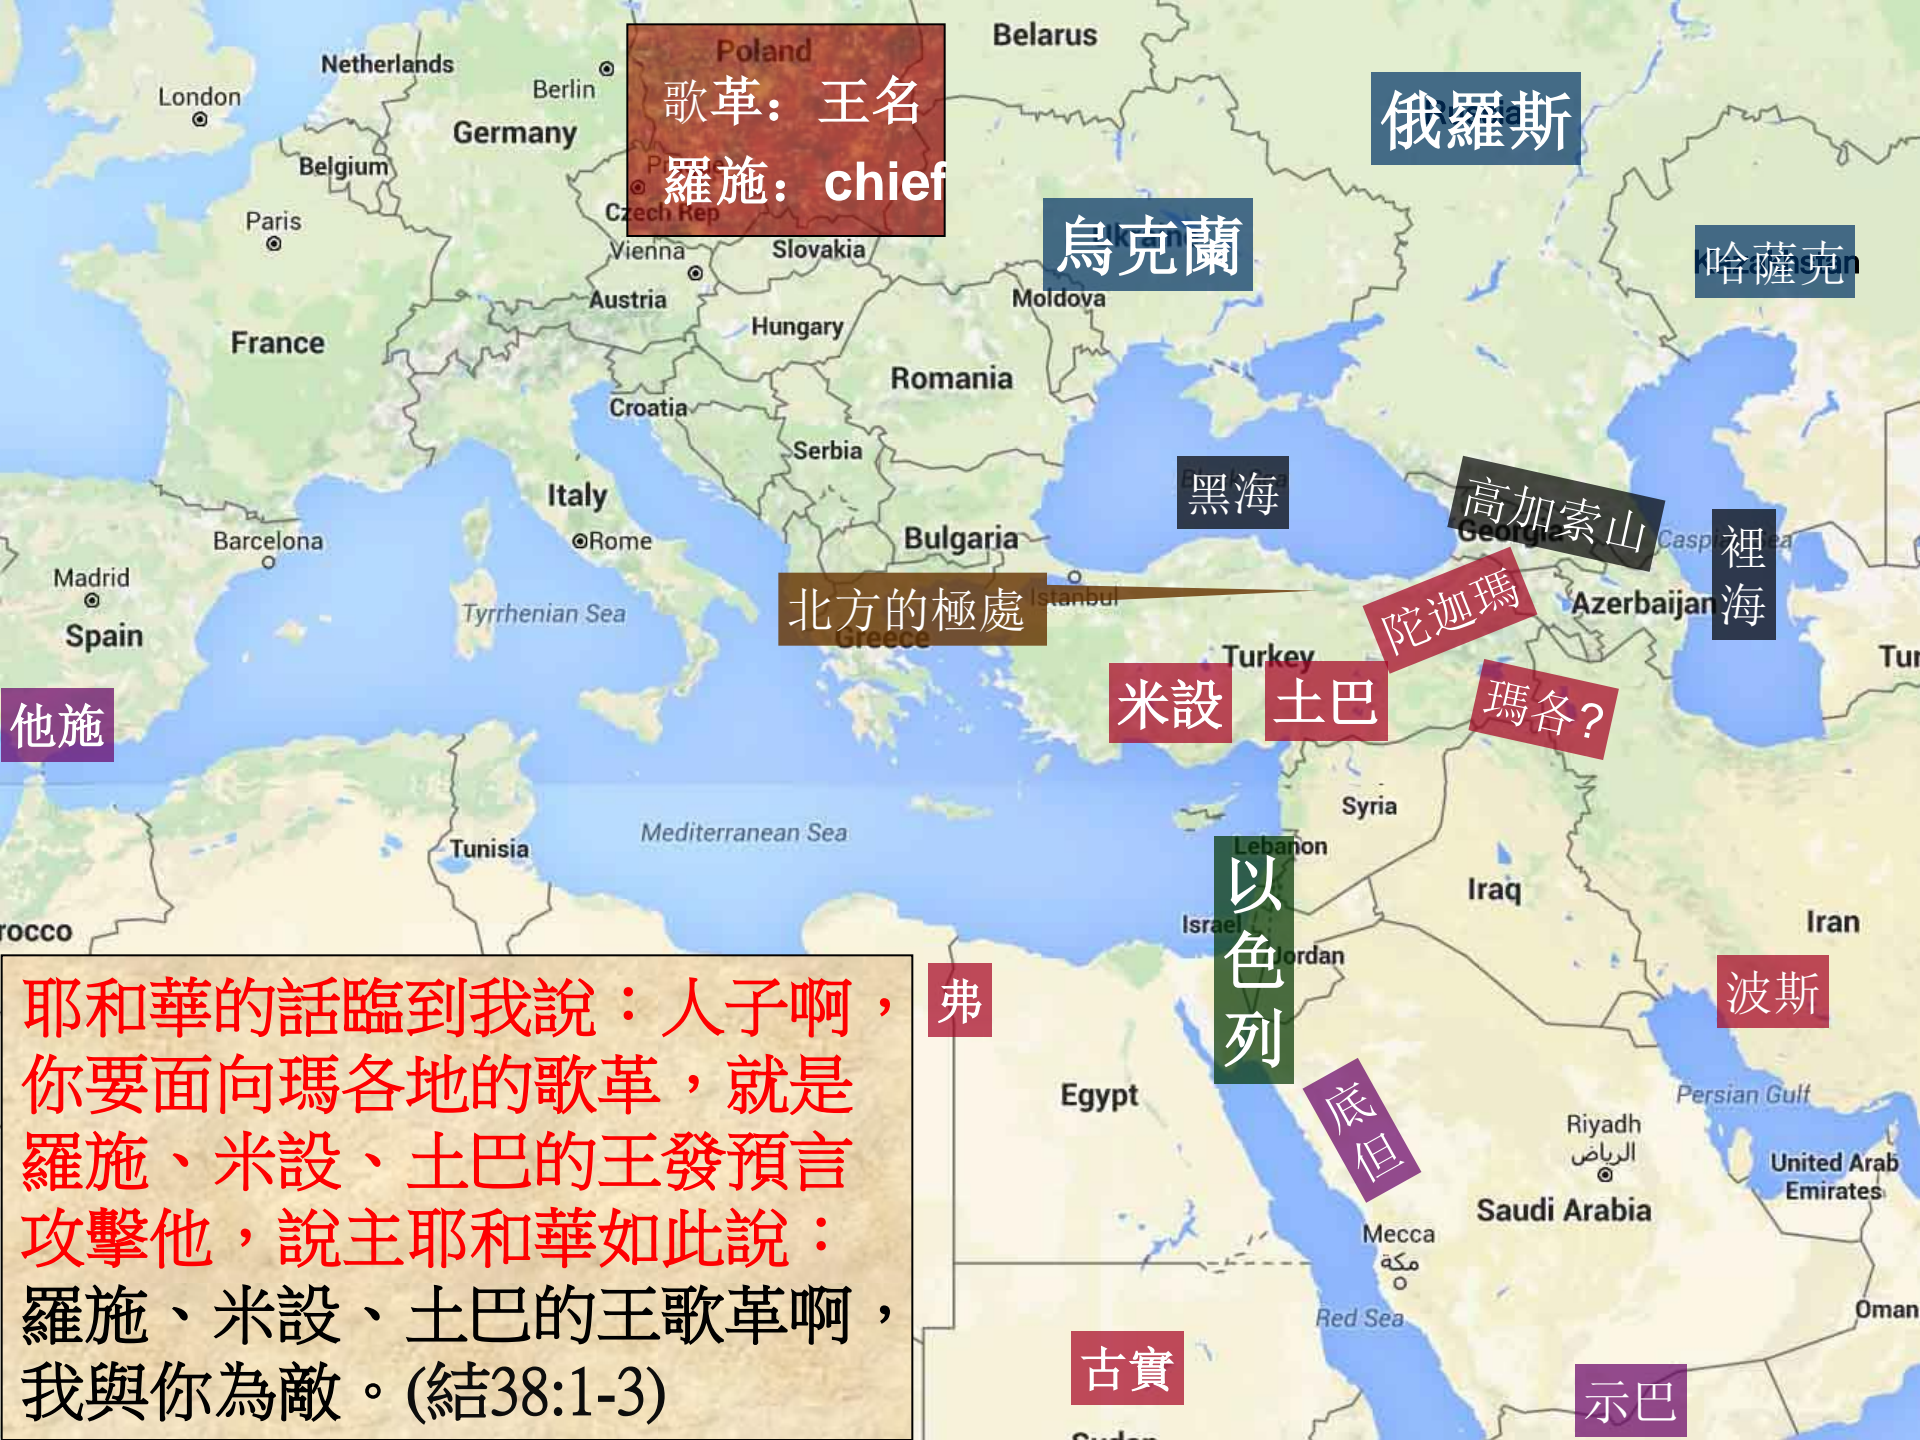 Belarus
Poland
Netherlands
Berlin
London
歌革：王名
俄羅斯
Germany
Belgium
羅施：chief
Czech Rep
Paris
Vienna
Slovakia
烏克蘭
哈薩克
Austria
Moldova
Hungary
France
Romania
Croatia
Serbia
黑海
高加索山
Italy
Georgia
Barcelona
Rome
Bulgaria
Caspian Sea
裡海
Madrid
Tyrrhenian Sea
北方的極處
Istanbul
陀迦瑪
Azerbaijan
Spain
Greece
Turkey
Tur
他施
米設
土巴
瑪各?
Syria
Mediterranean Sea
Tunisia
Lebanon
以色列
Iraq
Israel
Iran
rocco
Jordan
耶和華的話臨到我說：人子啊，
你要面向瑪各地的歌革，就是
羅施、米設、土巴的王發預言
攻擊他，說主耶和華如此說：
羅施、米設、土巴的王歌革啊，
我與你為敵。(結38:1-3)
弗
波斯
Egypt
底但
Persian Gulf
Riyadh
الرياض
United Arab
Emirates
Saudi Arabia
Mecca
مكة
Red Sea
Oman
古實
示巴
Sudan